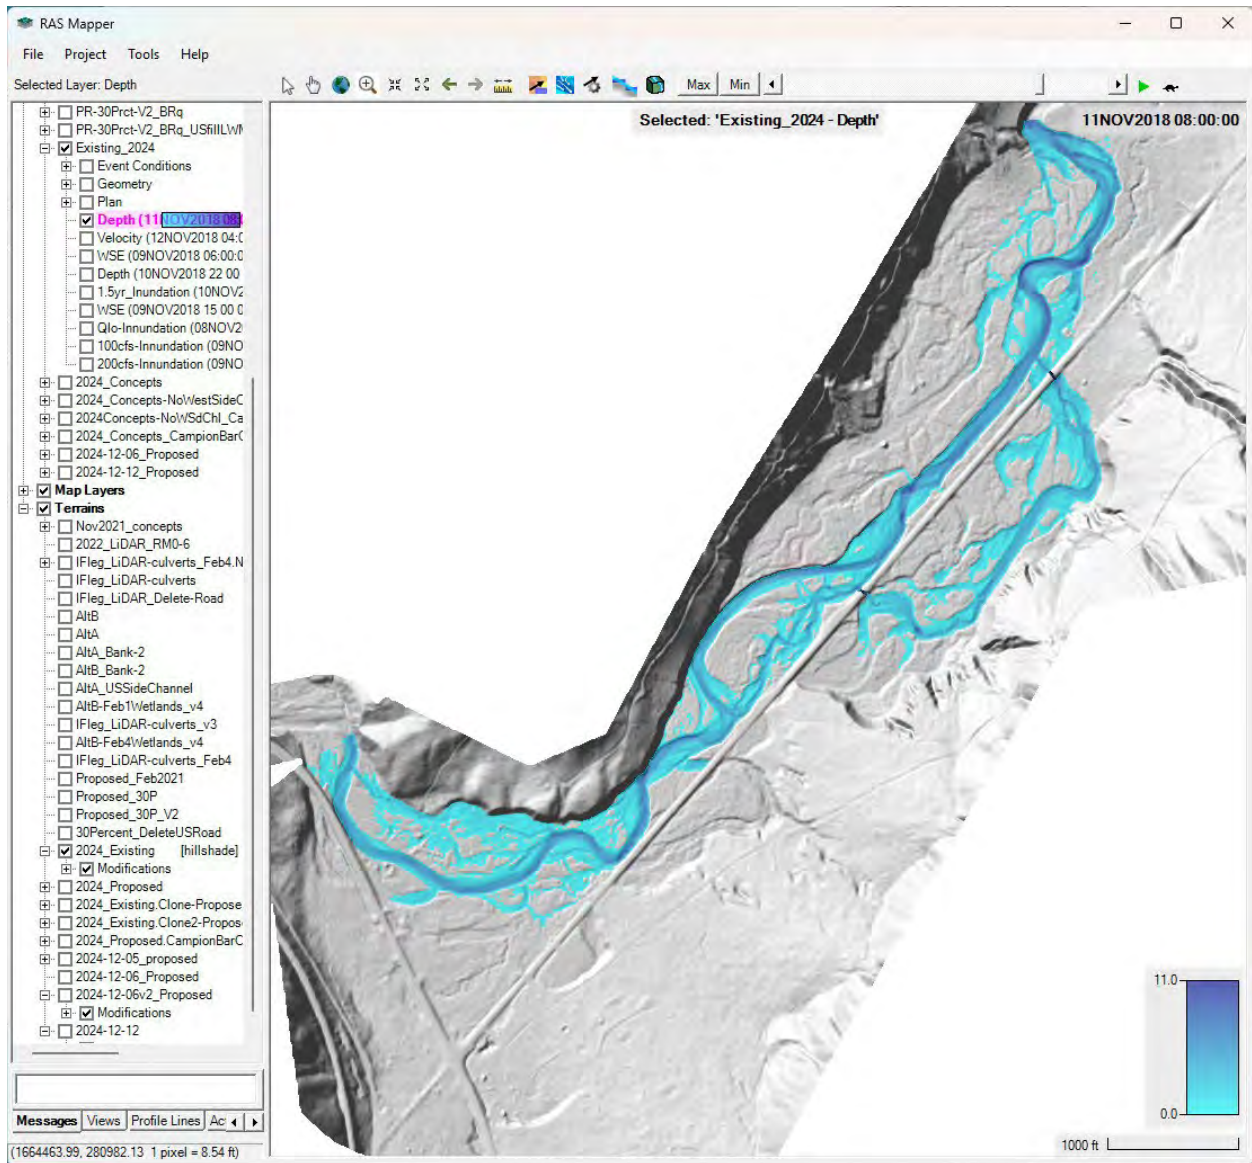 RAS Mapper
File Project Tools Help
Selected Layer: Depth
Max Min
PR-30Prct-V2_BRq
PR-30Prct-V2_BRq_USfillLWM
Existing_2024
Event Conditions
Geometry
Plan
Depth (11NOV2018 08:
Velocity (12NOV2018 04:0
WSE (09NOV2018 06:00:0
Depth (10NOV2018 22 00
1.5yr_Inundation (10NOV2
WSE (09NOV2018 15 00 0
Qlo-Innundation (08NOV2
100cfs-Innundation (09NO
200cfs-Innundation (09NO
2024_Concepts
2024_Concepts-NoWestSideC
2024Concepts-NoWSdChl_Ca
2024_Concepts_CampionBarC
2024-12-06_Proposed
2024-12-12_Proposed
Map Layers
Terrains
Nov2021_concepts
2022_LiDAR_RM0-6
IFleg_LiDAR-culverts_Feb4.N
IFleg_LiDAR-culverts
IFleg_LiDAR_Delete-Road
AltB
AltA
AltA_Bank-2
AltB_Bank-2
AltA_USSideChannel
AltB-Feb1Wetlands_v4
IFleg_LiDAR-culverts_v3
AltB-Feb4Wetlands_v4
IFleg_LiDAR-culverts_Feb4
Proposed_Feb2021
Proposed_30P
Proposed_30P_V2
30Percent_DeleteUSRoad
2024_Existing [hillshade]
Modifications
2024_Proposed
2024_Existing.Clone-Propose
2024_Existing.Clone2-Propos
2024_Proposed.CampionBarC
2024-12-05_proposed
2024-12-06_Proposed
2024-12-06v2_Proposed
Modifications
2024-12-12
Messages Views Profile Lines Ac
(1664463.99, 280982.13 1 pixel = 8.54 ft)
Selected: 'Existing_2024 - Depth'
11NOV2018 08:00:00
11.0
0.0
1000 ft